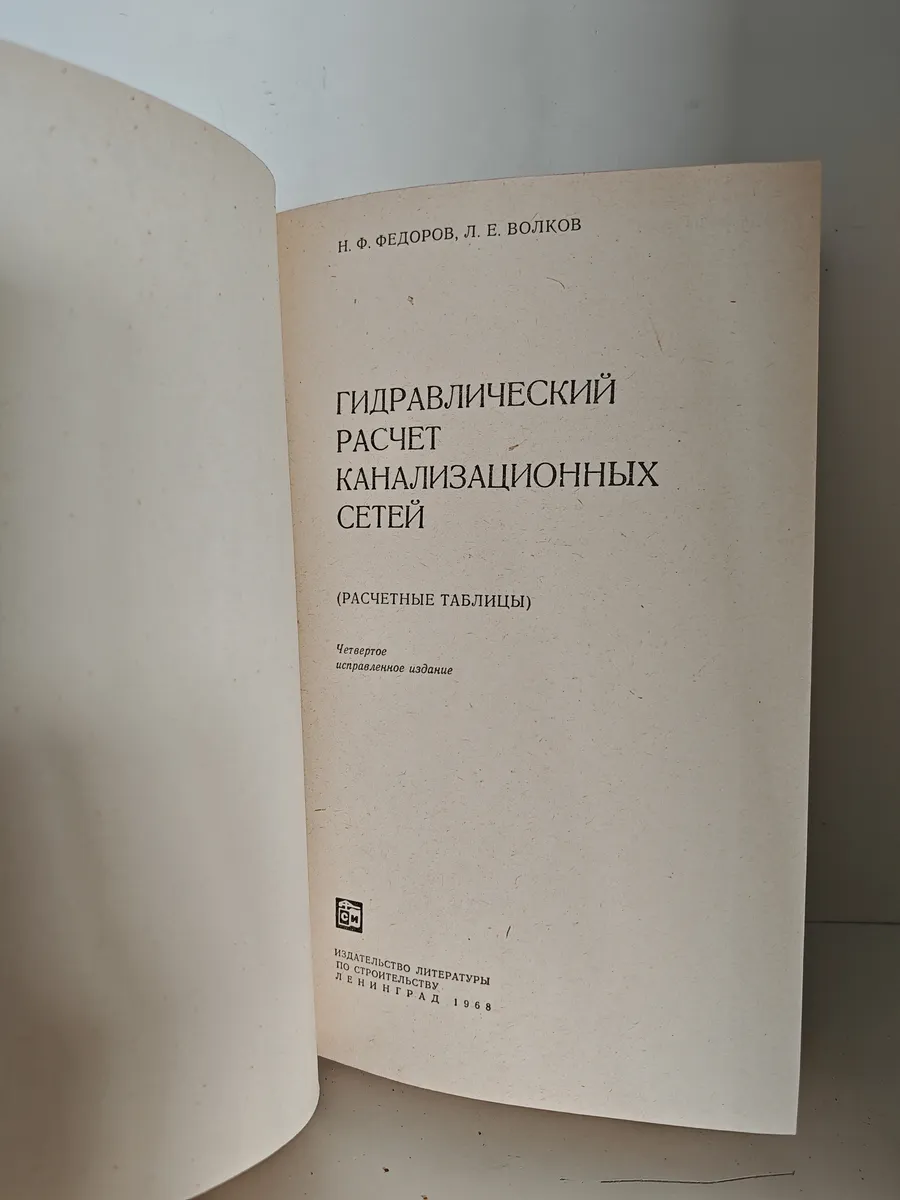 Н. Ф. ФЕДОРОВ, Л. Е. ВОЛКОВ
ГИДРАВЛИЧЕСКИЙ
РАСЧЕТ
КАНАЛИЗАЦИОННЫХ
СЕТЕЙ
(РАСЧЕТНЫЕ ТАБЛИЦЫ)
Четвертое
исправленное издание
СИ
ИЗДАТЕЛЬСТВО ЛИТЕРАТУРЫ
ПО СТРОИТЕЛЬСТВУ
ЛЕНИНГРАД 1968